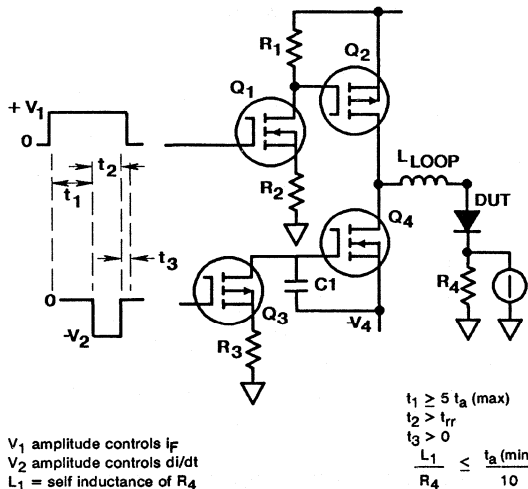 R1
Q2
Q1
+ V1
0
t2
t1
R2
LLOOP
DUT
Q4
t3
C1
R4
0
-V2
Q3
R3
-V4
t1 ≥ 5 ta (max)
t2 > trr
t3 > 0
L1
R4
≤
ta (min
10
V1 amplitude controls iF
V2 amplitude controls di/dt
L1 = self inductance of R4